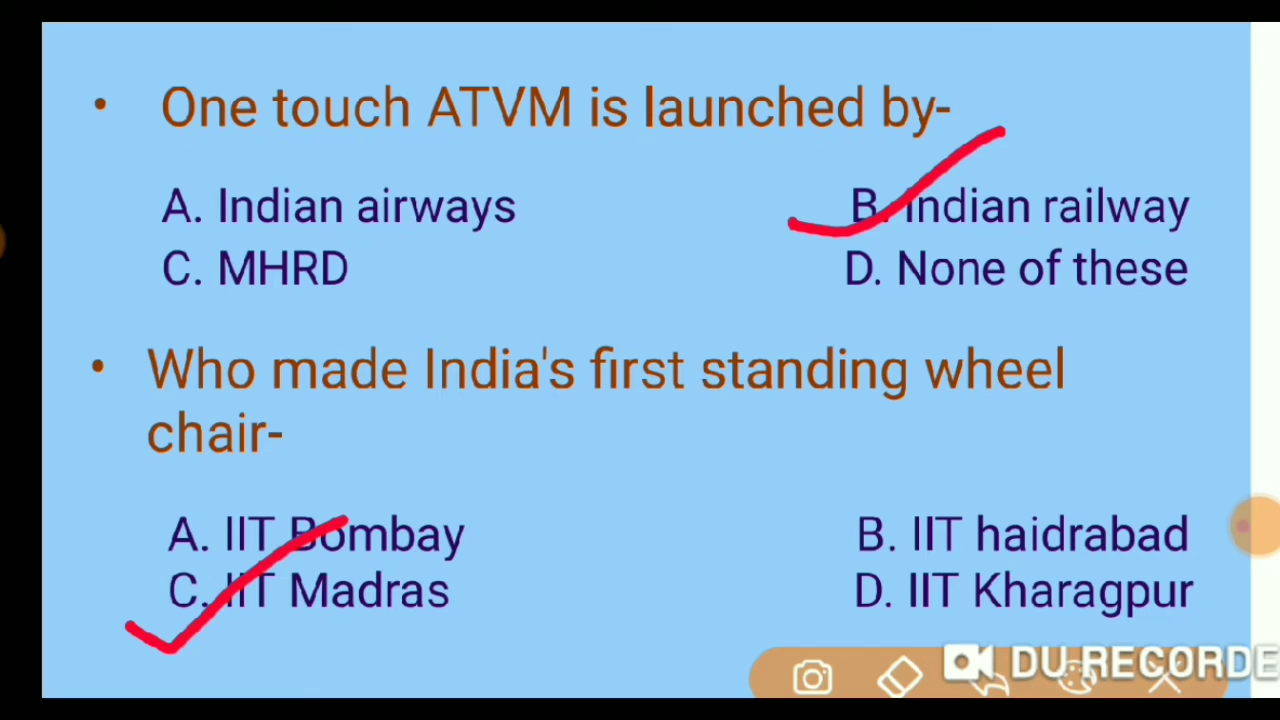 • One touch ATVM is launched by-
A. Indian airways B. Indian railway
C. MHRD D. None of these
• Who made India's first standing wheel
chair-
A. IIT Bombay B. IIT haidrabad
C. IIT Madras D. IIT Kharagpur
DU RECORDE